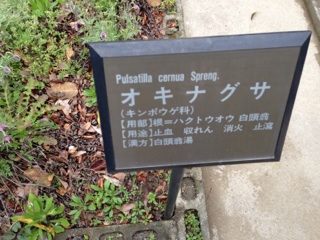 Pulsatilla cernua Spreng.
オキナグサ
(キンポウゲ科)
[用部]根=ハクトウオウ 白頭翁
[用途]止血 収れん 消火 止瀉
[漢方]白頭翁湯